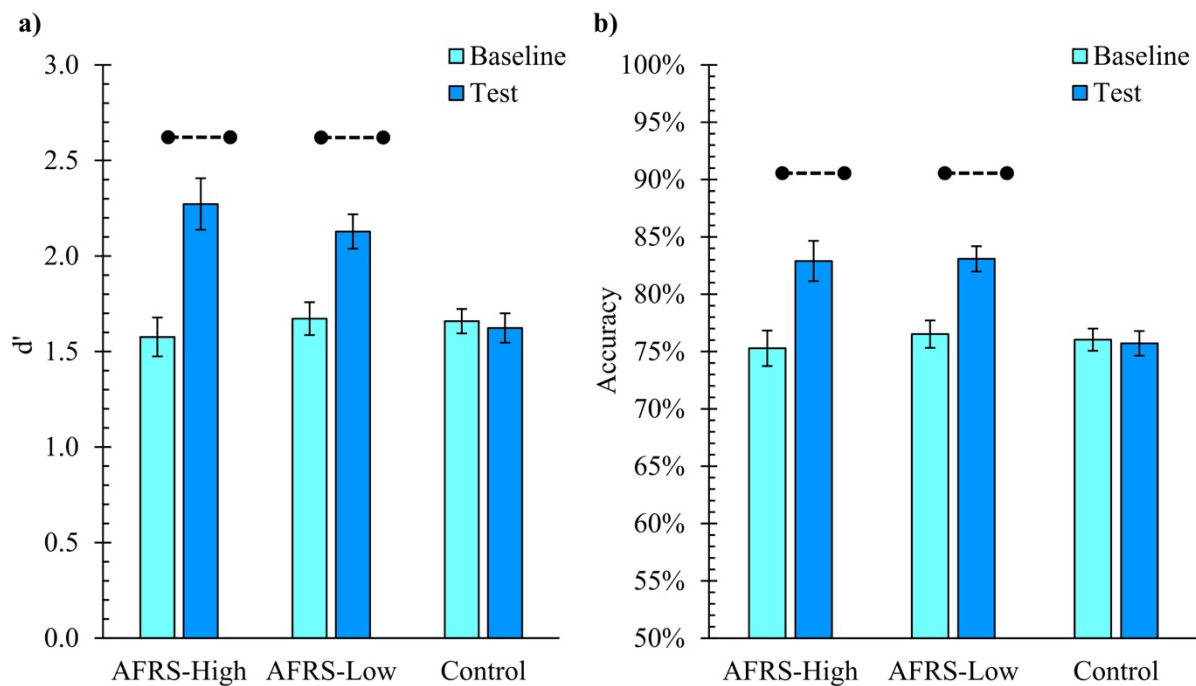 a)
Baseline
Test
3.0
2.5
2.0
1.5
1.0
0.5
0.0
d'
AFRS-High AFRS-Low Control
b)
Baseline
Test
100%
95%
90%
85%
80%
75%
70%
65%
60%
55%
50%
Accuracy
AFRS-High AFRS-Low Control